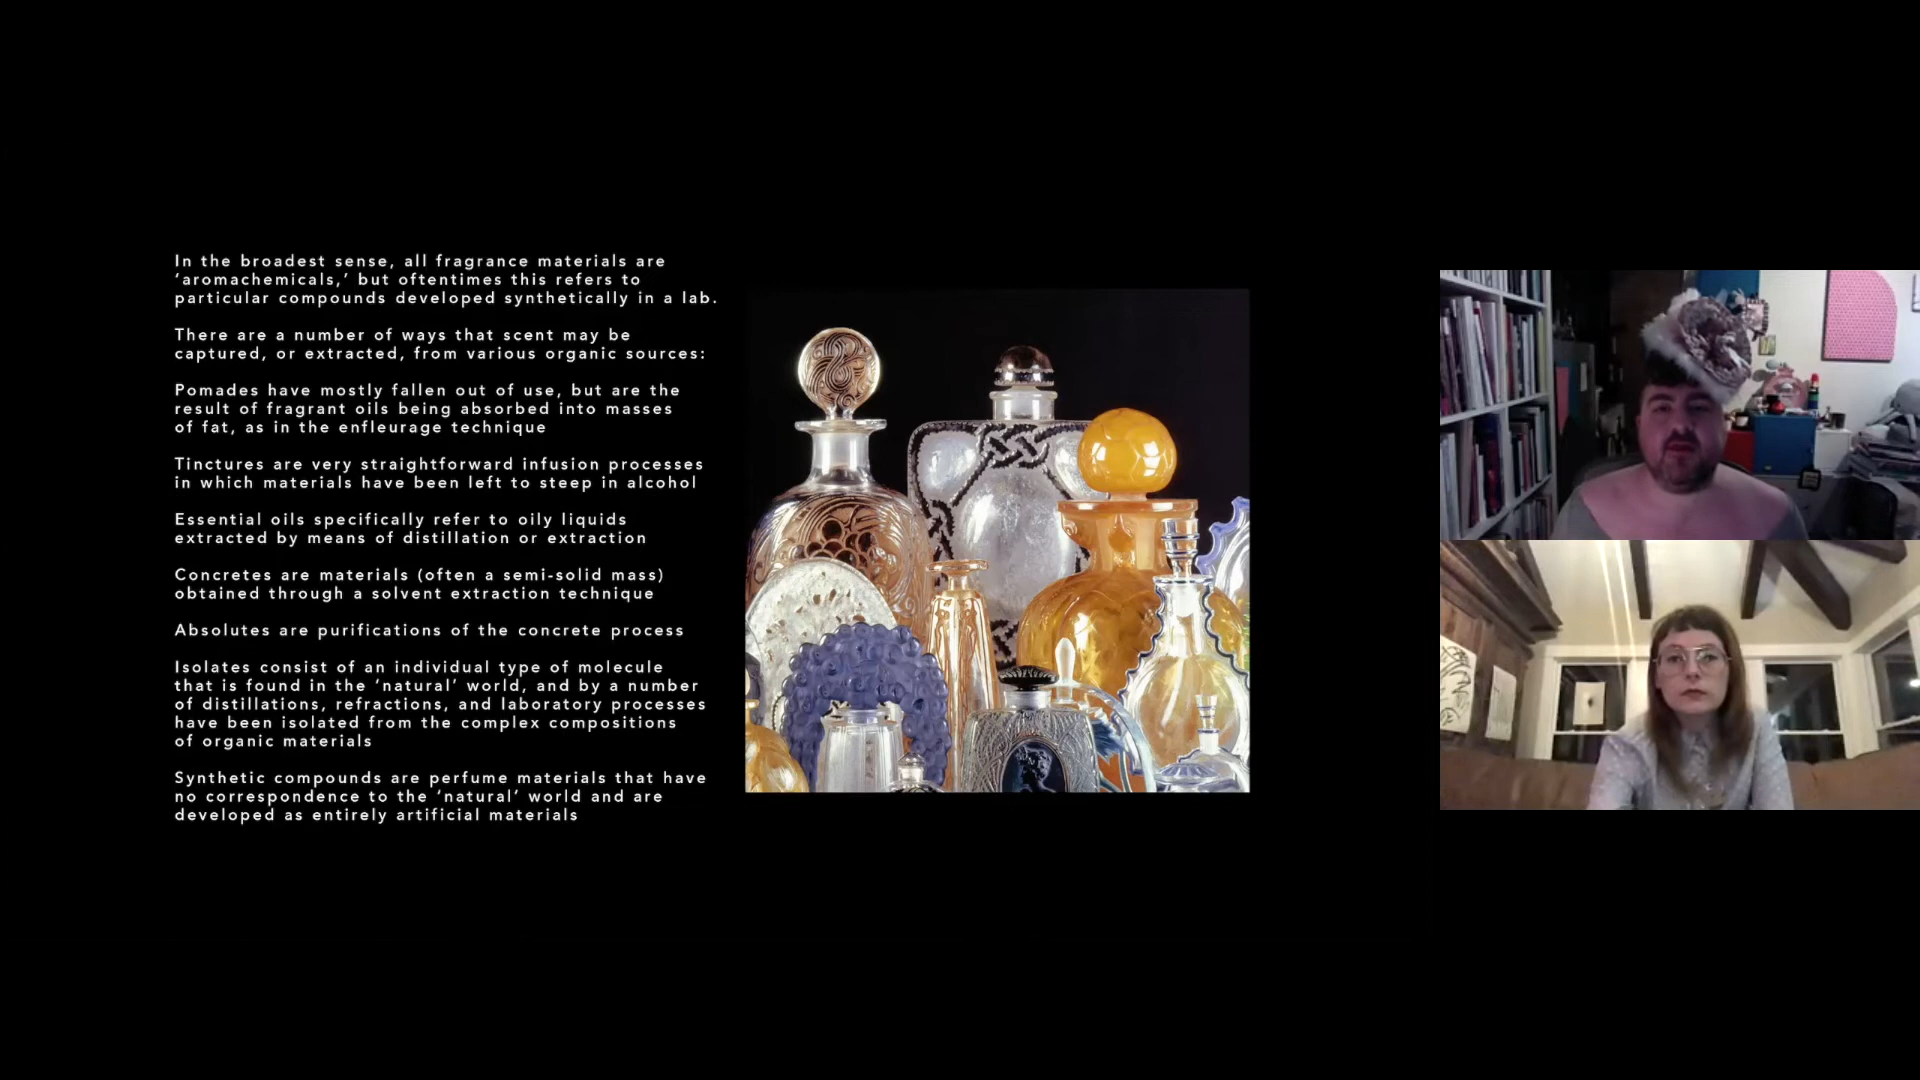 In the broadest sense, all fragrance materials are
‘aromachemicals,’ but oftentimes this refers to
particular compounds developed synthetically in a lab.
There are a number of ways that scent may be
captured, or extracted, from various organic sources:
Pomades have mostly fallen out of use, but are the
result of fragrant oils being absorbed into masses
of fat, as in the enfleurage technique
Tinctures are very straightforward infusion processes
in which materials have been left to steep in alcohol
Essential oils specifically refer to oily liquids
extracted by means of distillation or extraction
Concretes are materials (often a semi-solid mass)
obtained through a solvent extraction technique
Absolutes are purifications of the concrete process
Isolates consist of an individual type of molecule
that is found in the ‘natural’ world, and by a number
of distillations, refractions, and laboratory processes
have been isolated from the complex compositions
of organic materials
Synthetic compounds are perfume materials that have
no correspondence to the ‘natural’ world and are
developed as entirely artificial materials